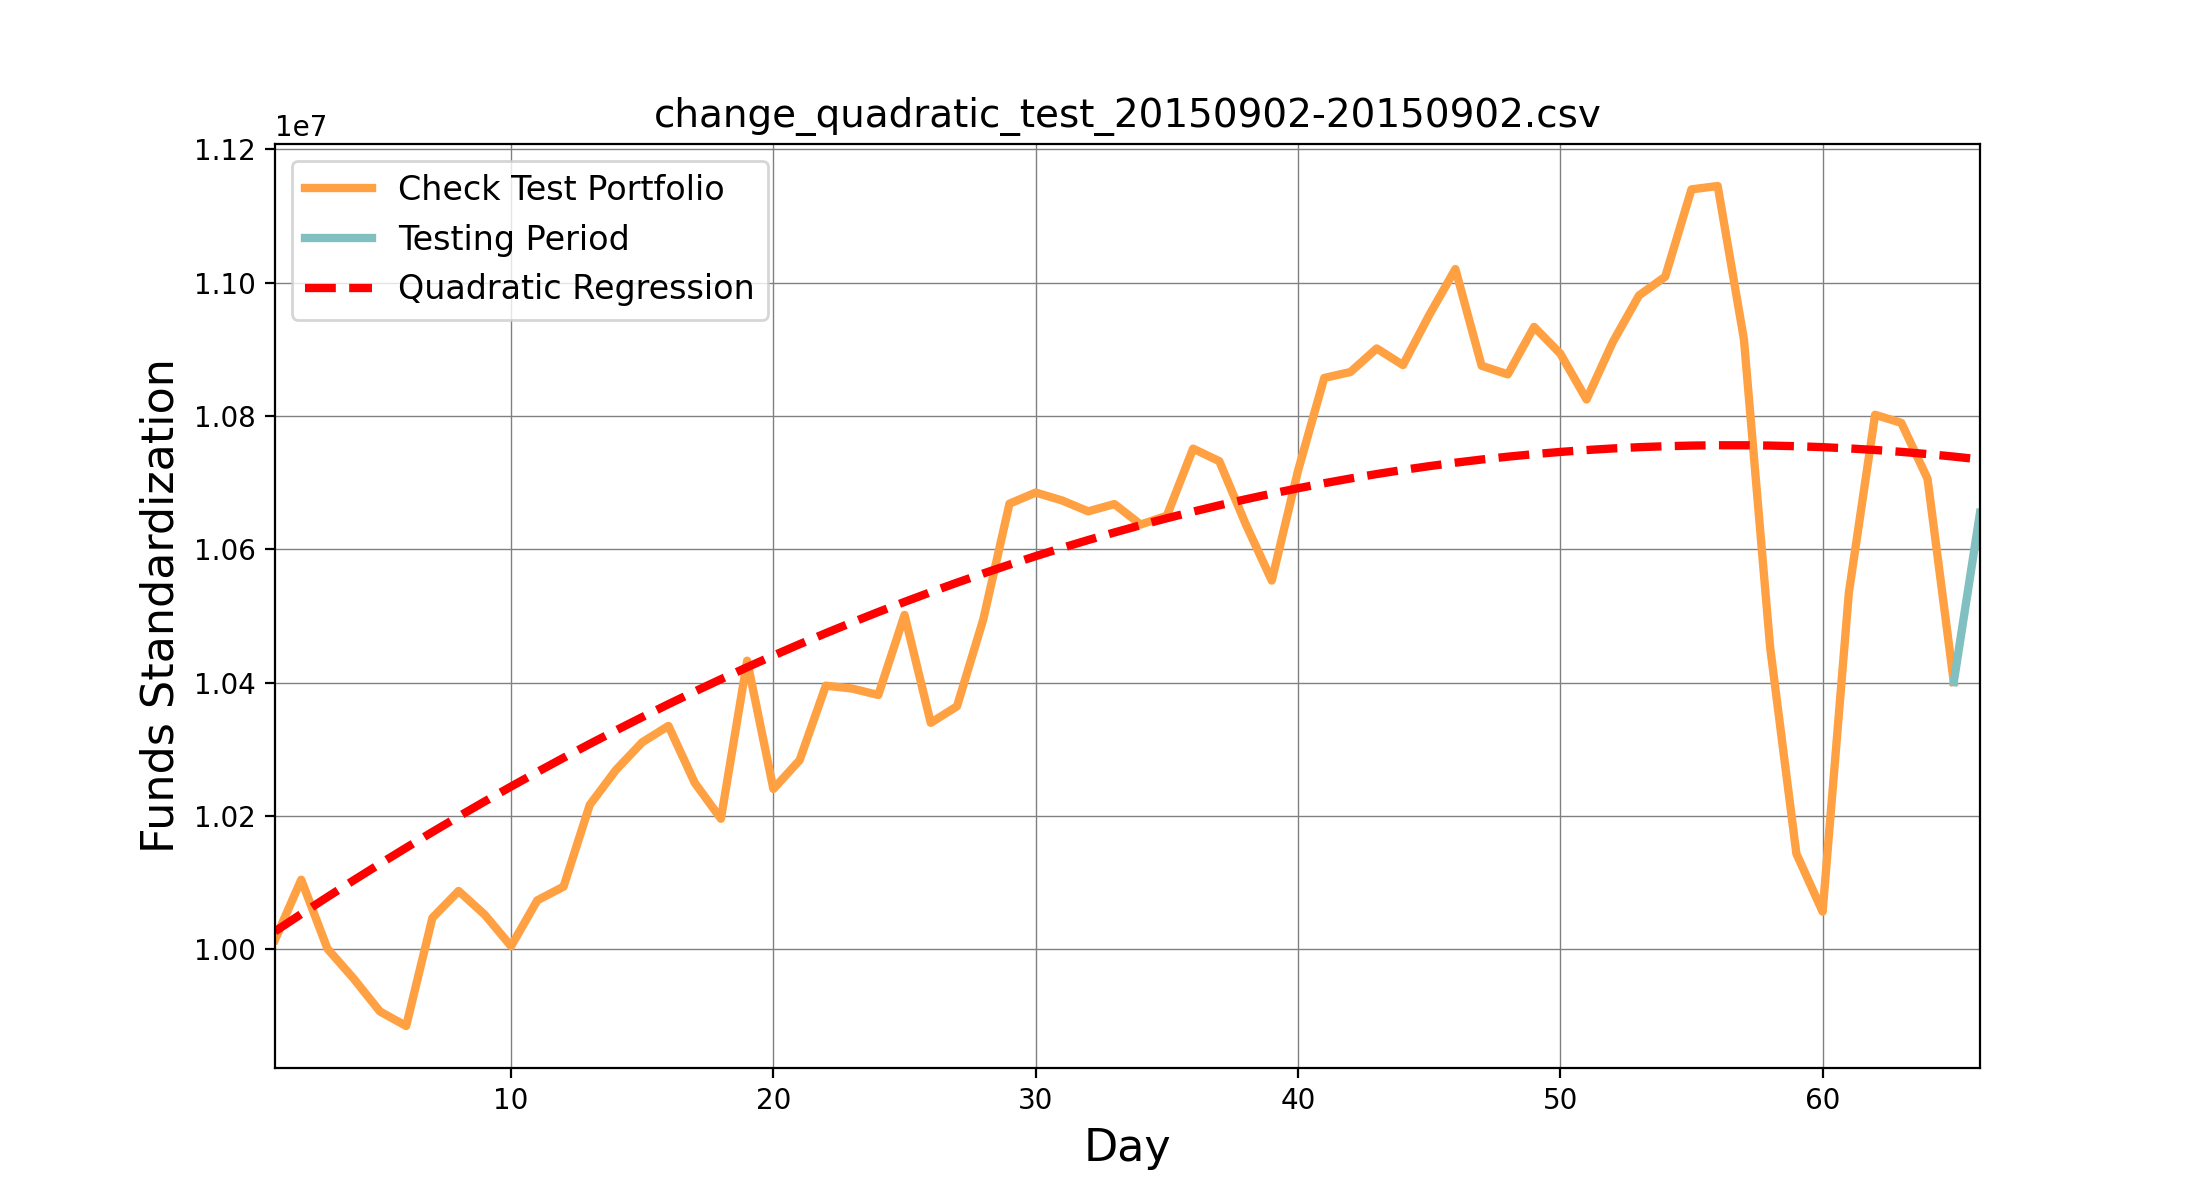 change_quadratic_test_20150902-20150902.csv
1e7
1.12
1.10
1.08
1.06
1.04
1.02
1.00
Funds Standardization
Check Test Portfolio
Testing Period
Quadratic Regression
10 20 30 40 50 60
Day